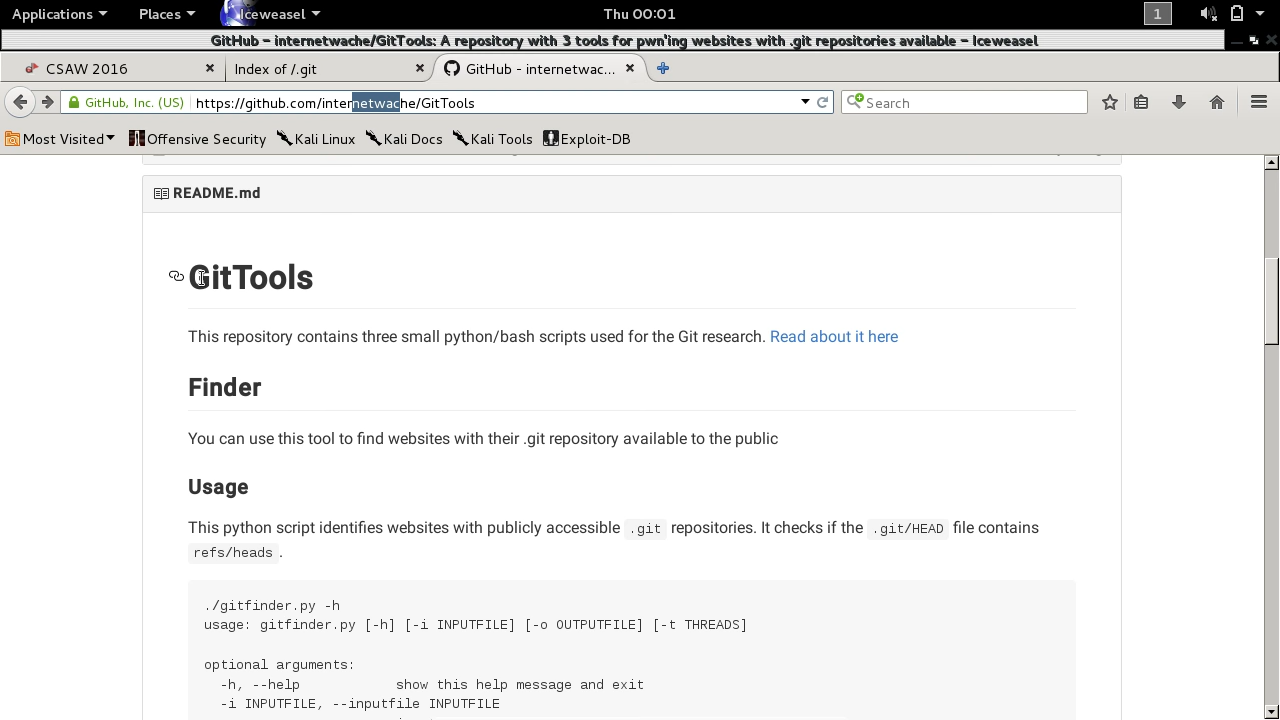 Applications Places Iceweasel Thu 00:01 1
GitHub - internetwache/GitTools: A repository with 3 tools for pwn'ing websites with .git repositories available - Iceweasel
CSAW 2016 Index of /.git GitHub - internetwac...
GitHub, Inc. (US) https://github.com/internetwache/GitTools Search
Most Visited Offensive Security Kali Linux Kali Docs Kali Tools Exploit-DB
README.md
GitTools
This repository contains three small python/bash scripts used for the Git research. Read about it here
Finder
You can use this tool to find websites with their .git repository available to the public
Usage
This python script identifies websites with publicly accessible .git repositories. It checks if the .git/HEAD file contains
refs/heads .
./gitfinder.py -h
usage: gitfinder.py [-h] [-i INPUTFILE] [-o OUTPUTFILE] [-t THREADS]
optional arguments:
-h, --help show this help message and exit
-i INPUTFILE, --inputfile INPUTFILE